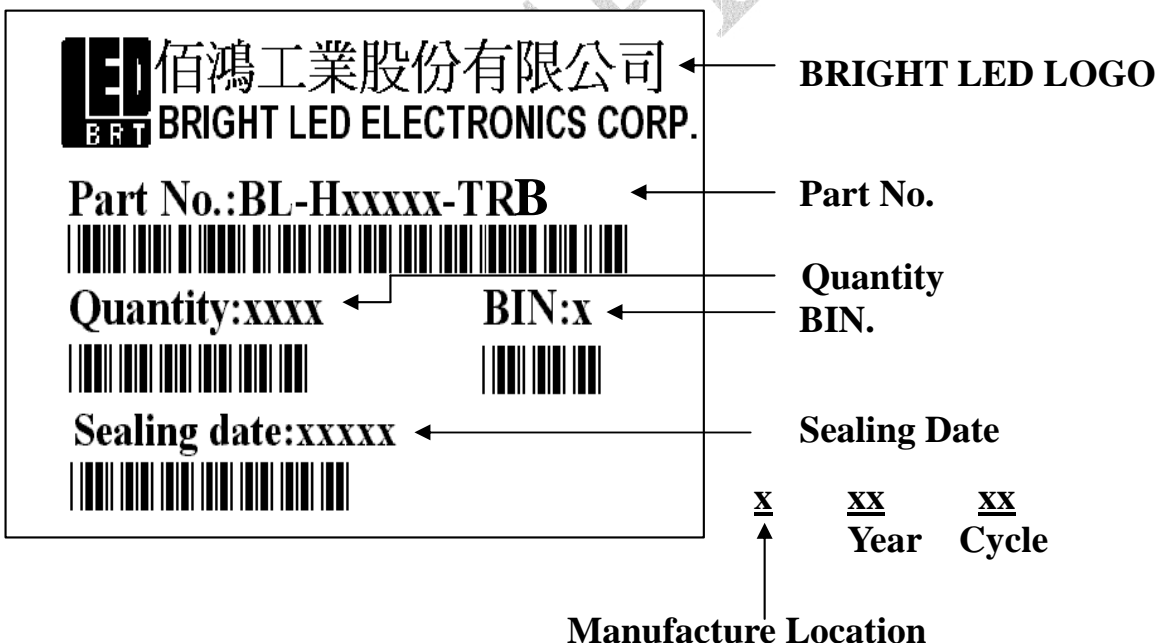 LED 佰鴻工業股份有限公司
BRT BRIGHT LED ELECTRONICS CORP.
BRIGHT LED LOGO
Part No.:BL-Hxxxxx-TRB
Part No.
Quantity:xxxx
BIN:x
Quantity
BIN.
Sealing date:xxxxx
Sealing Date
x xx xx
Year Cycle
Manufacture Location